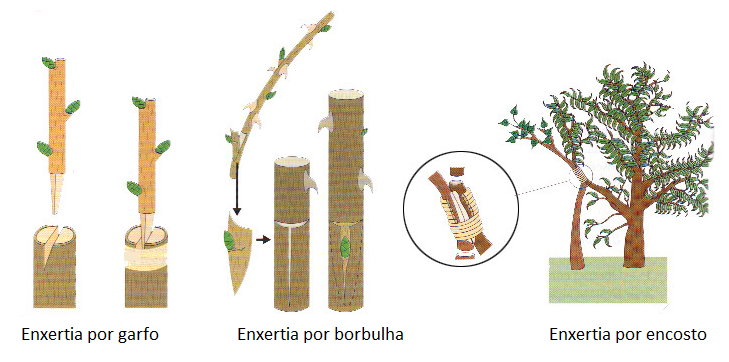 Enxertia por garfo
Enxertia por borbulha
Enxertia por encosto